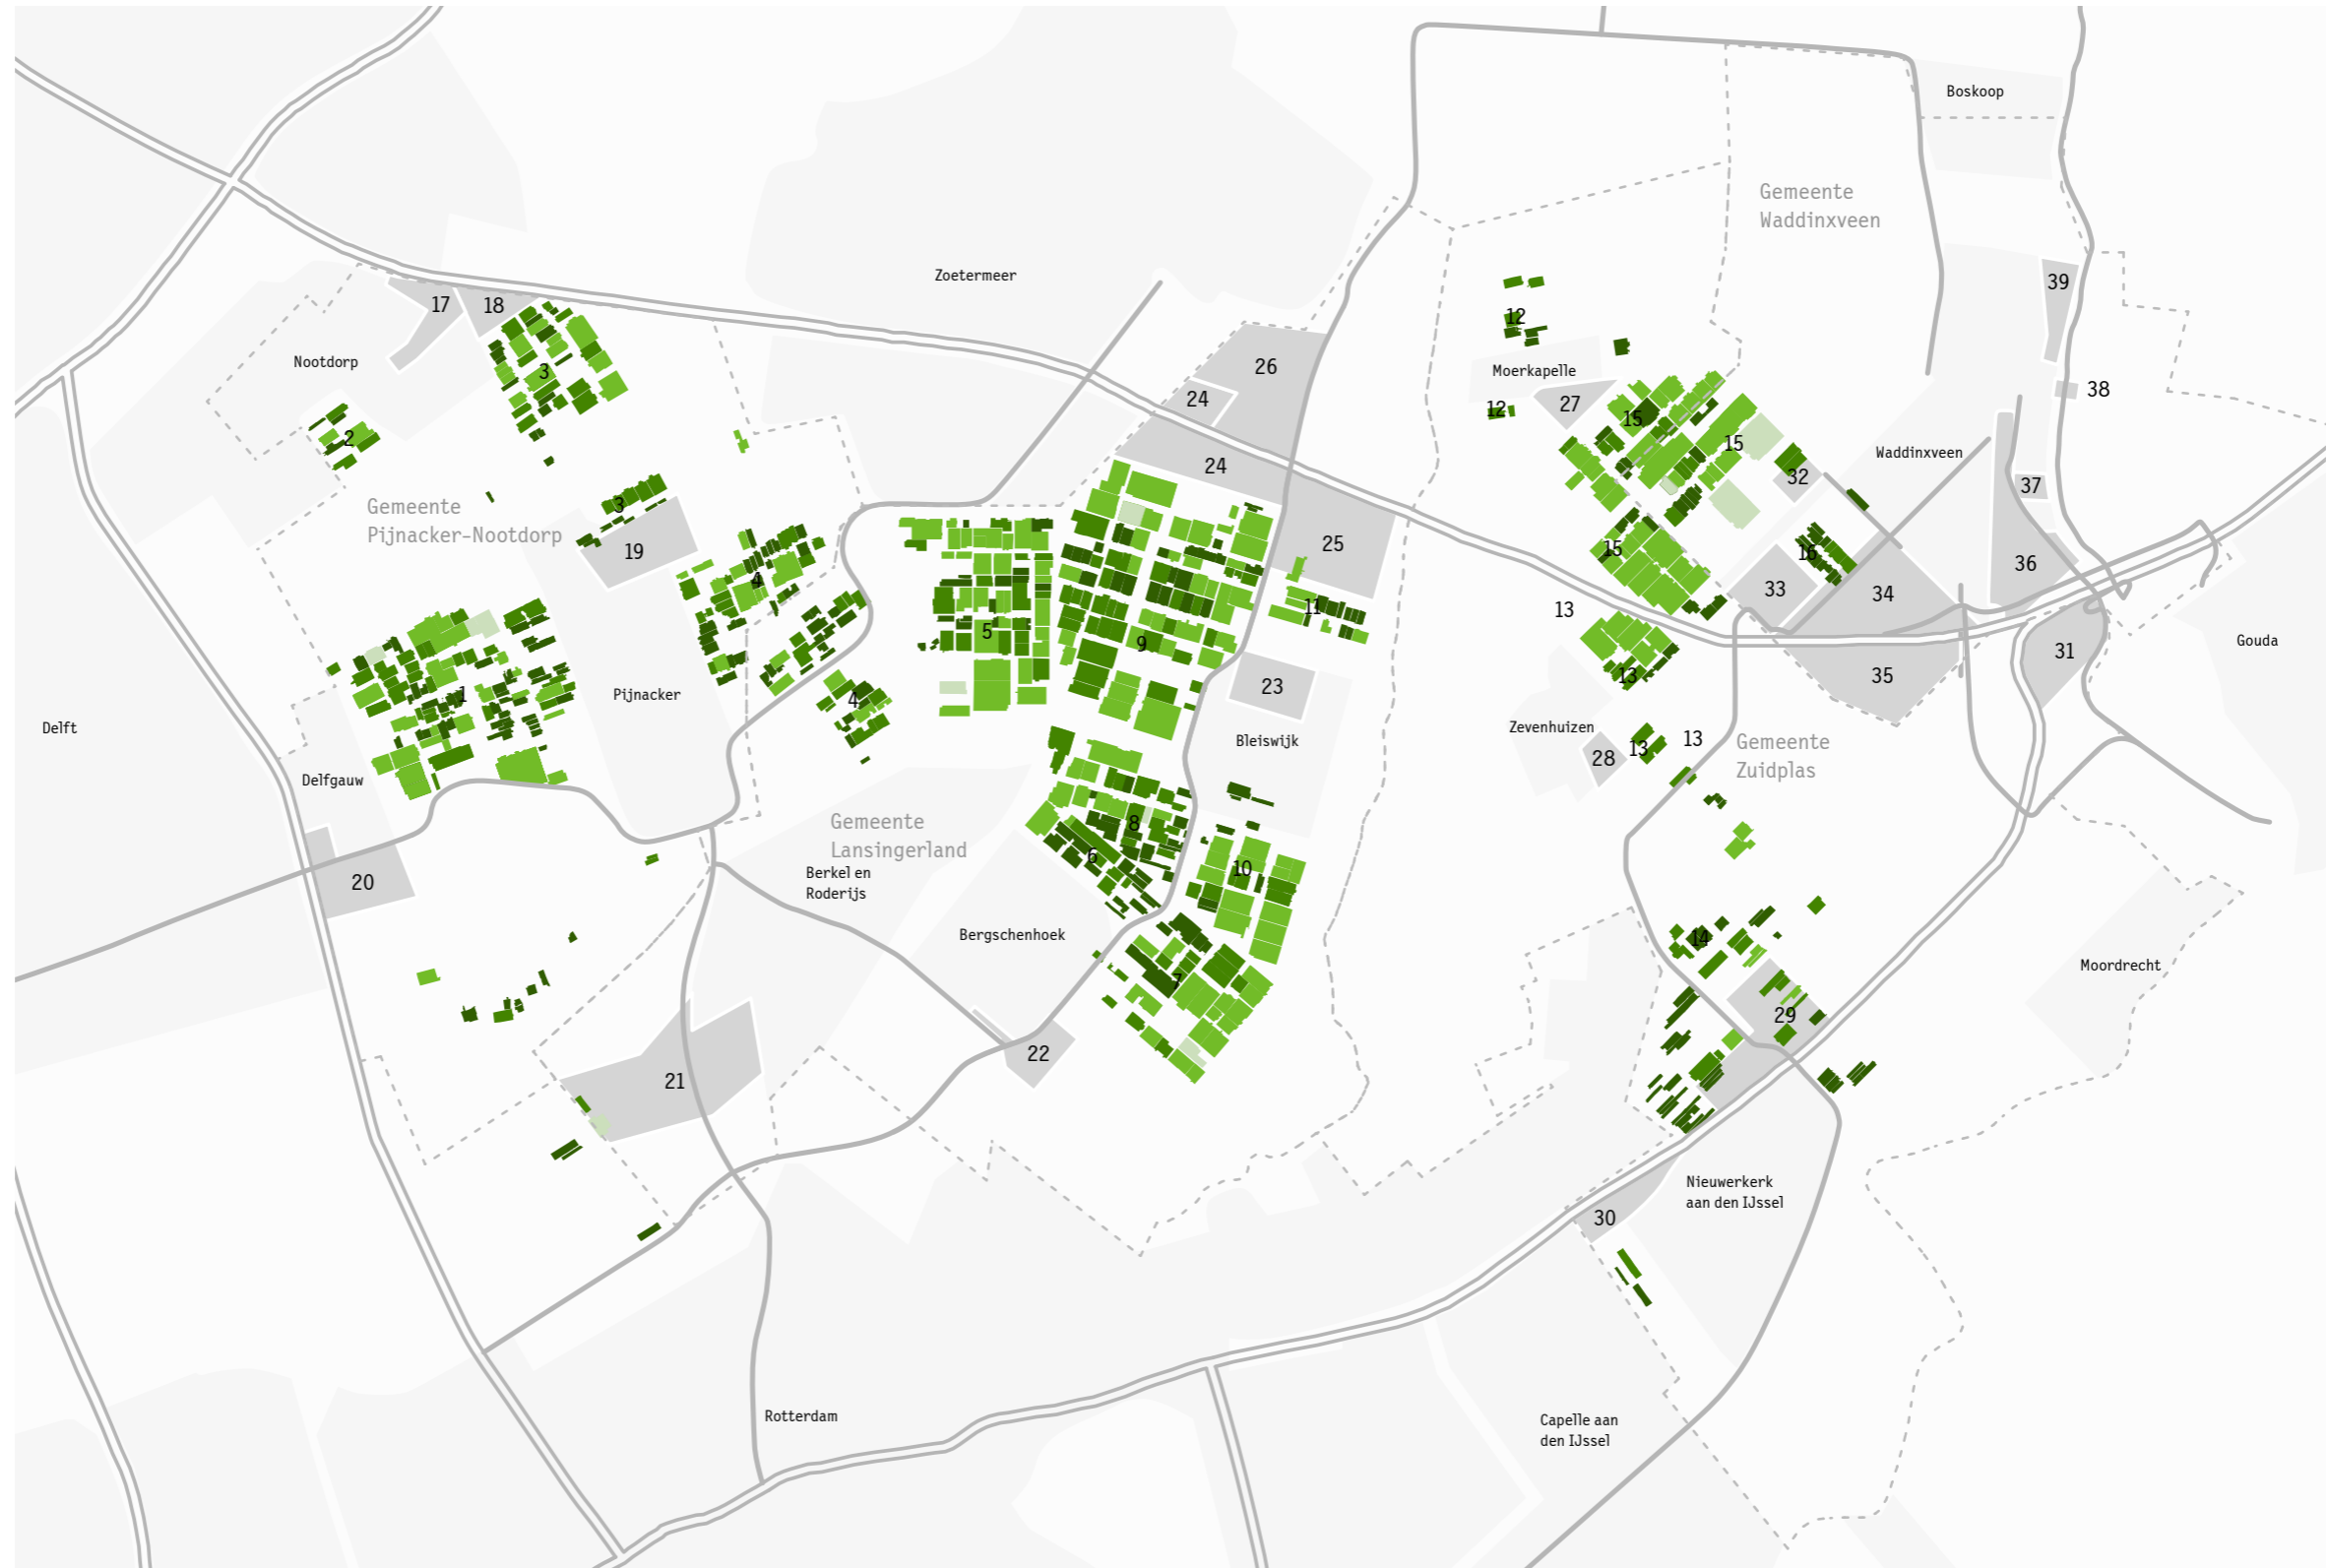 Boskoop
Gemeente
Waddinxveen
Zoetermeer
39
17
18
12
26
Nootdorp
3
Moerkapelle
24
27
38
12
15
2
15
Waddinxveen
24
32
37
3
Gemeente
Pijnacker-Nootdorp
25
15
16
19
36
4
33
34
11
13
5
9
Gouda
31
13
35
23
1
Pijnacker
4
Delft
Zevenhuizen
Bleiswijk
13
13
28
Gemeente
Zuidplas
Delfgauw
Gemeente
Lansingerland
8
6
10
Berkel en
Roderijs
20
Bergschenhoek
14
Moordrecht
7
29
22
21
Nieuwerkerk
aan den IJssel
30
Rotterdam
Capelle aan
den IJssel